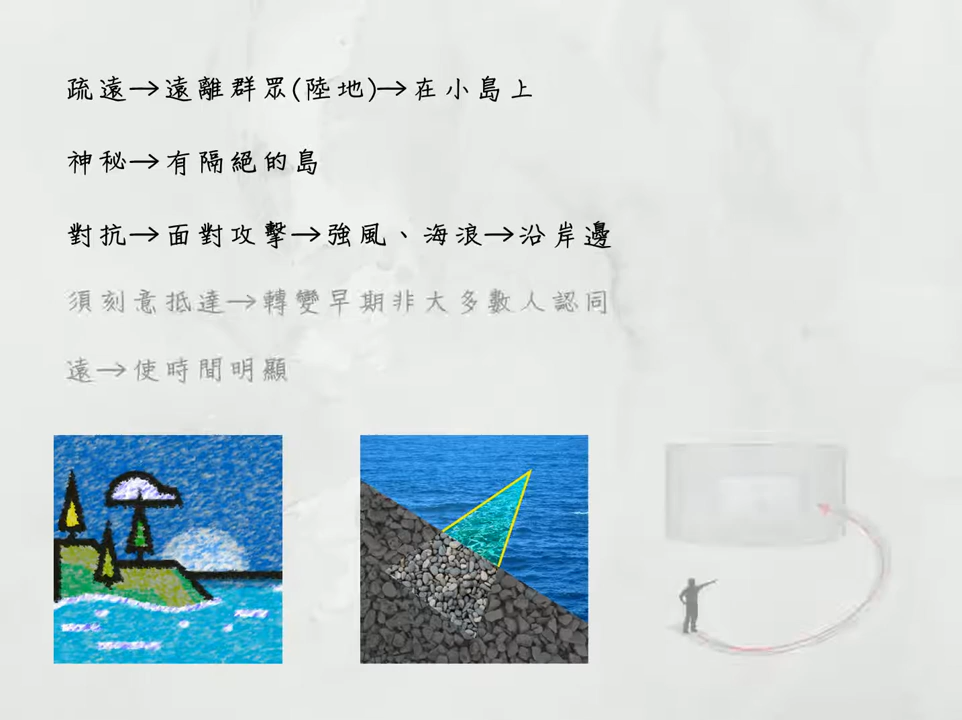 疏遠→遠離群眾(陸地)→在小島上
神秘→有隔絕的島
對抗→面對攻擊→強風、海浪→沿岸邊
須刻意抵達→轉變早期非大多數人認同
遠→使時間明顯